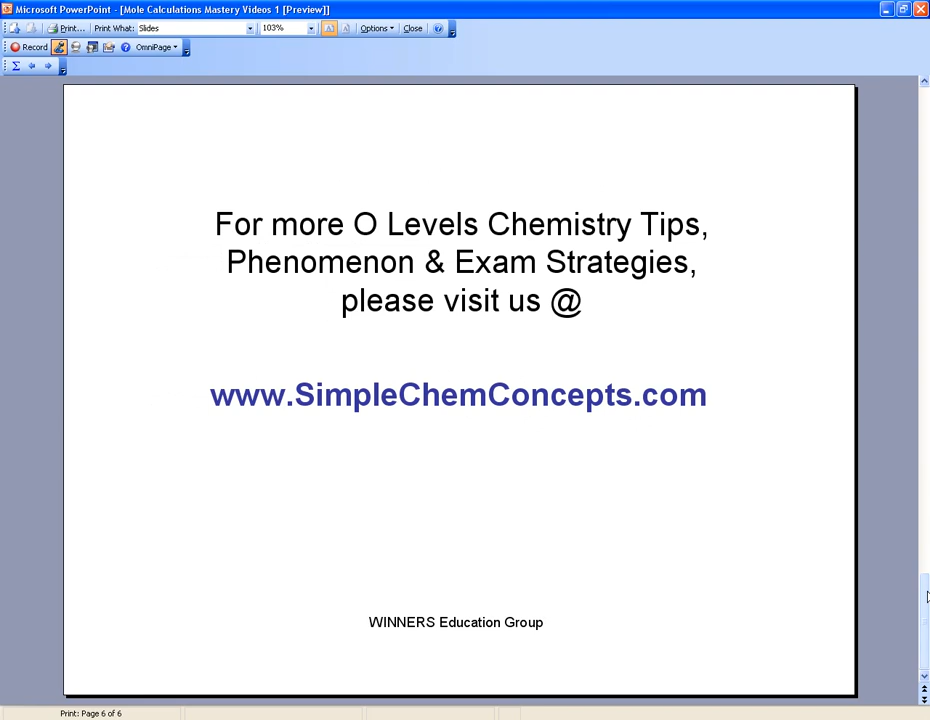 Microsoft PowerPoint - [Mole Calculations Mastery Videos 1 [Preview]]
Print... Print What: Slides 103% Options Close
Record OmniPage
For more O Levels Chemistry Tips,
Phenomenon & Exam Strategies,
please visit us @
www.SimpleChemConcepts.com
WINNERS Education Group
Print: Page 6 of 6